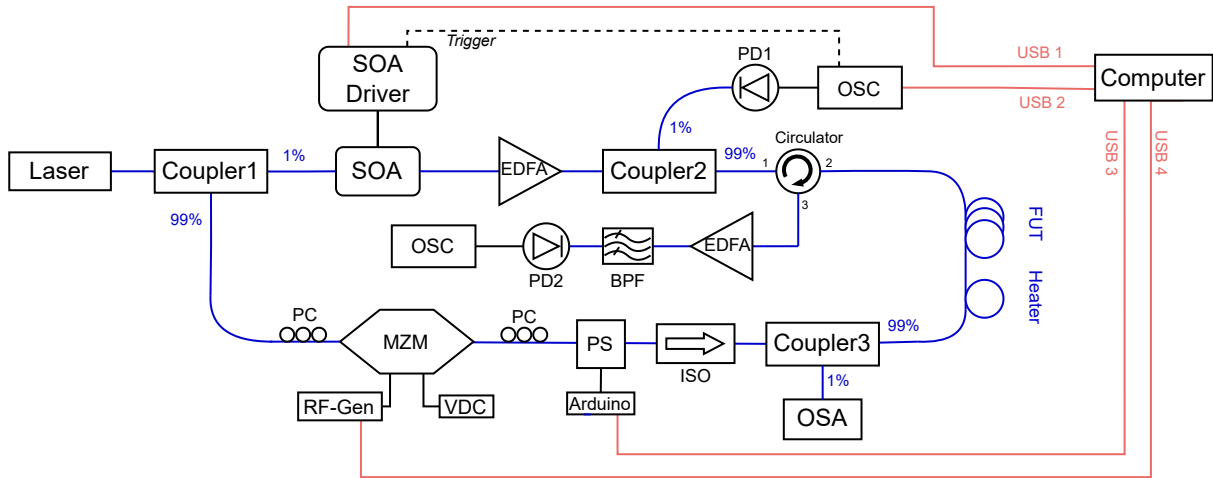 Trigger
SOA
Driver
PD1
OSC
USB 1
USB 2
Computer
Laser
Coupler1
1%
SOA
EDFA
Coupler2
1%
99%
Circulator
1
2
3
USB 3
USB 4
99%
OSC
PD2
BPF
EDFA
FUT
Heater
PC
MZM
PC
PS
ISO
Coupler3
99%
1%
RF-Gen
VDC
Arduino
OSA